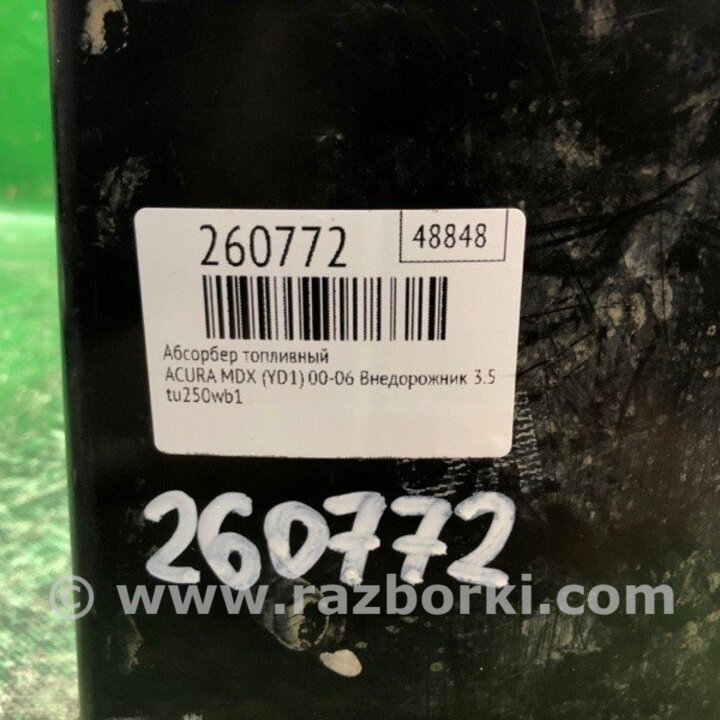 260772
48848
Абсорбер топливный
ACURA MDX (YD1) 00-06 Внедорожник 3.5
tu250wb1
260772
© www.razborki.com